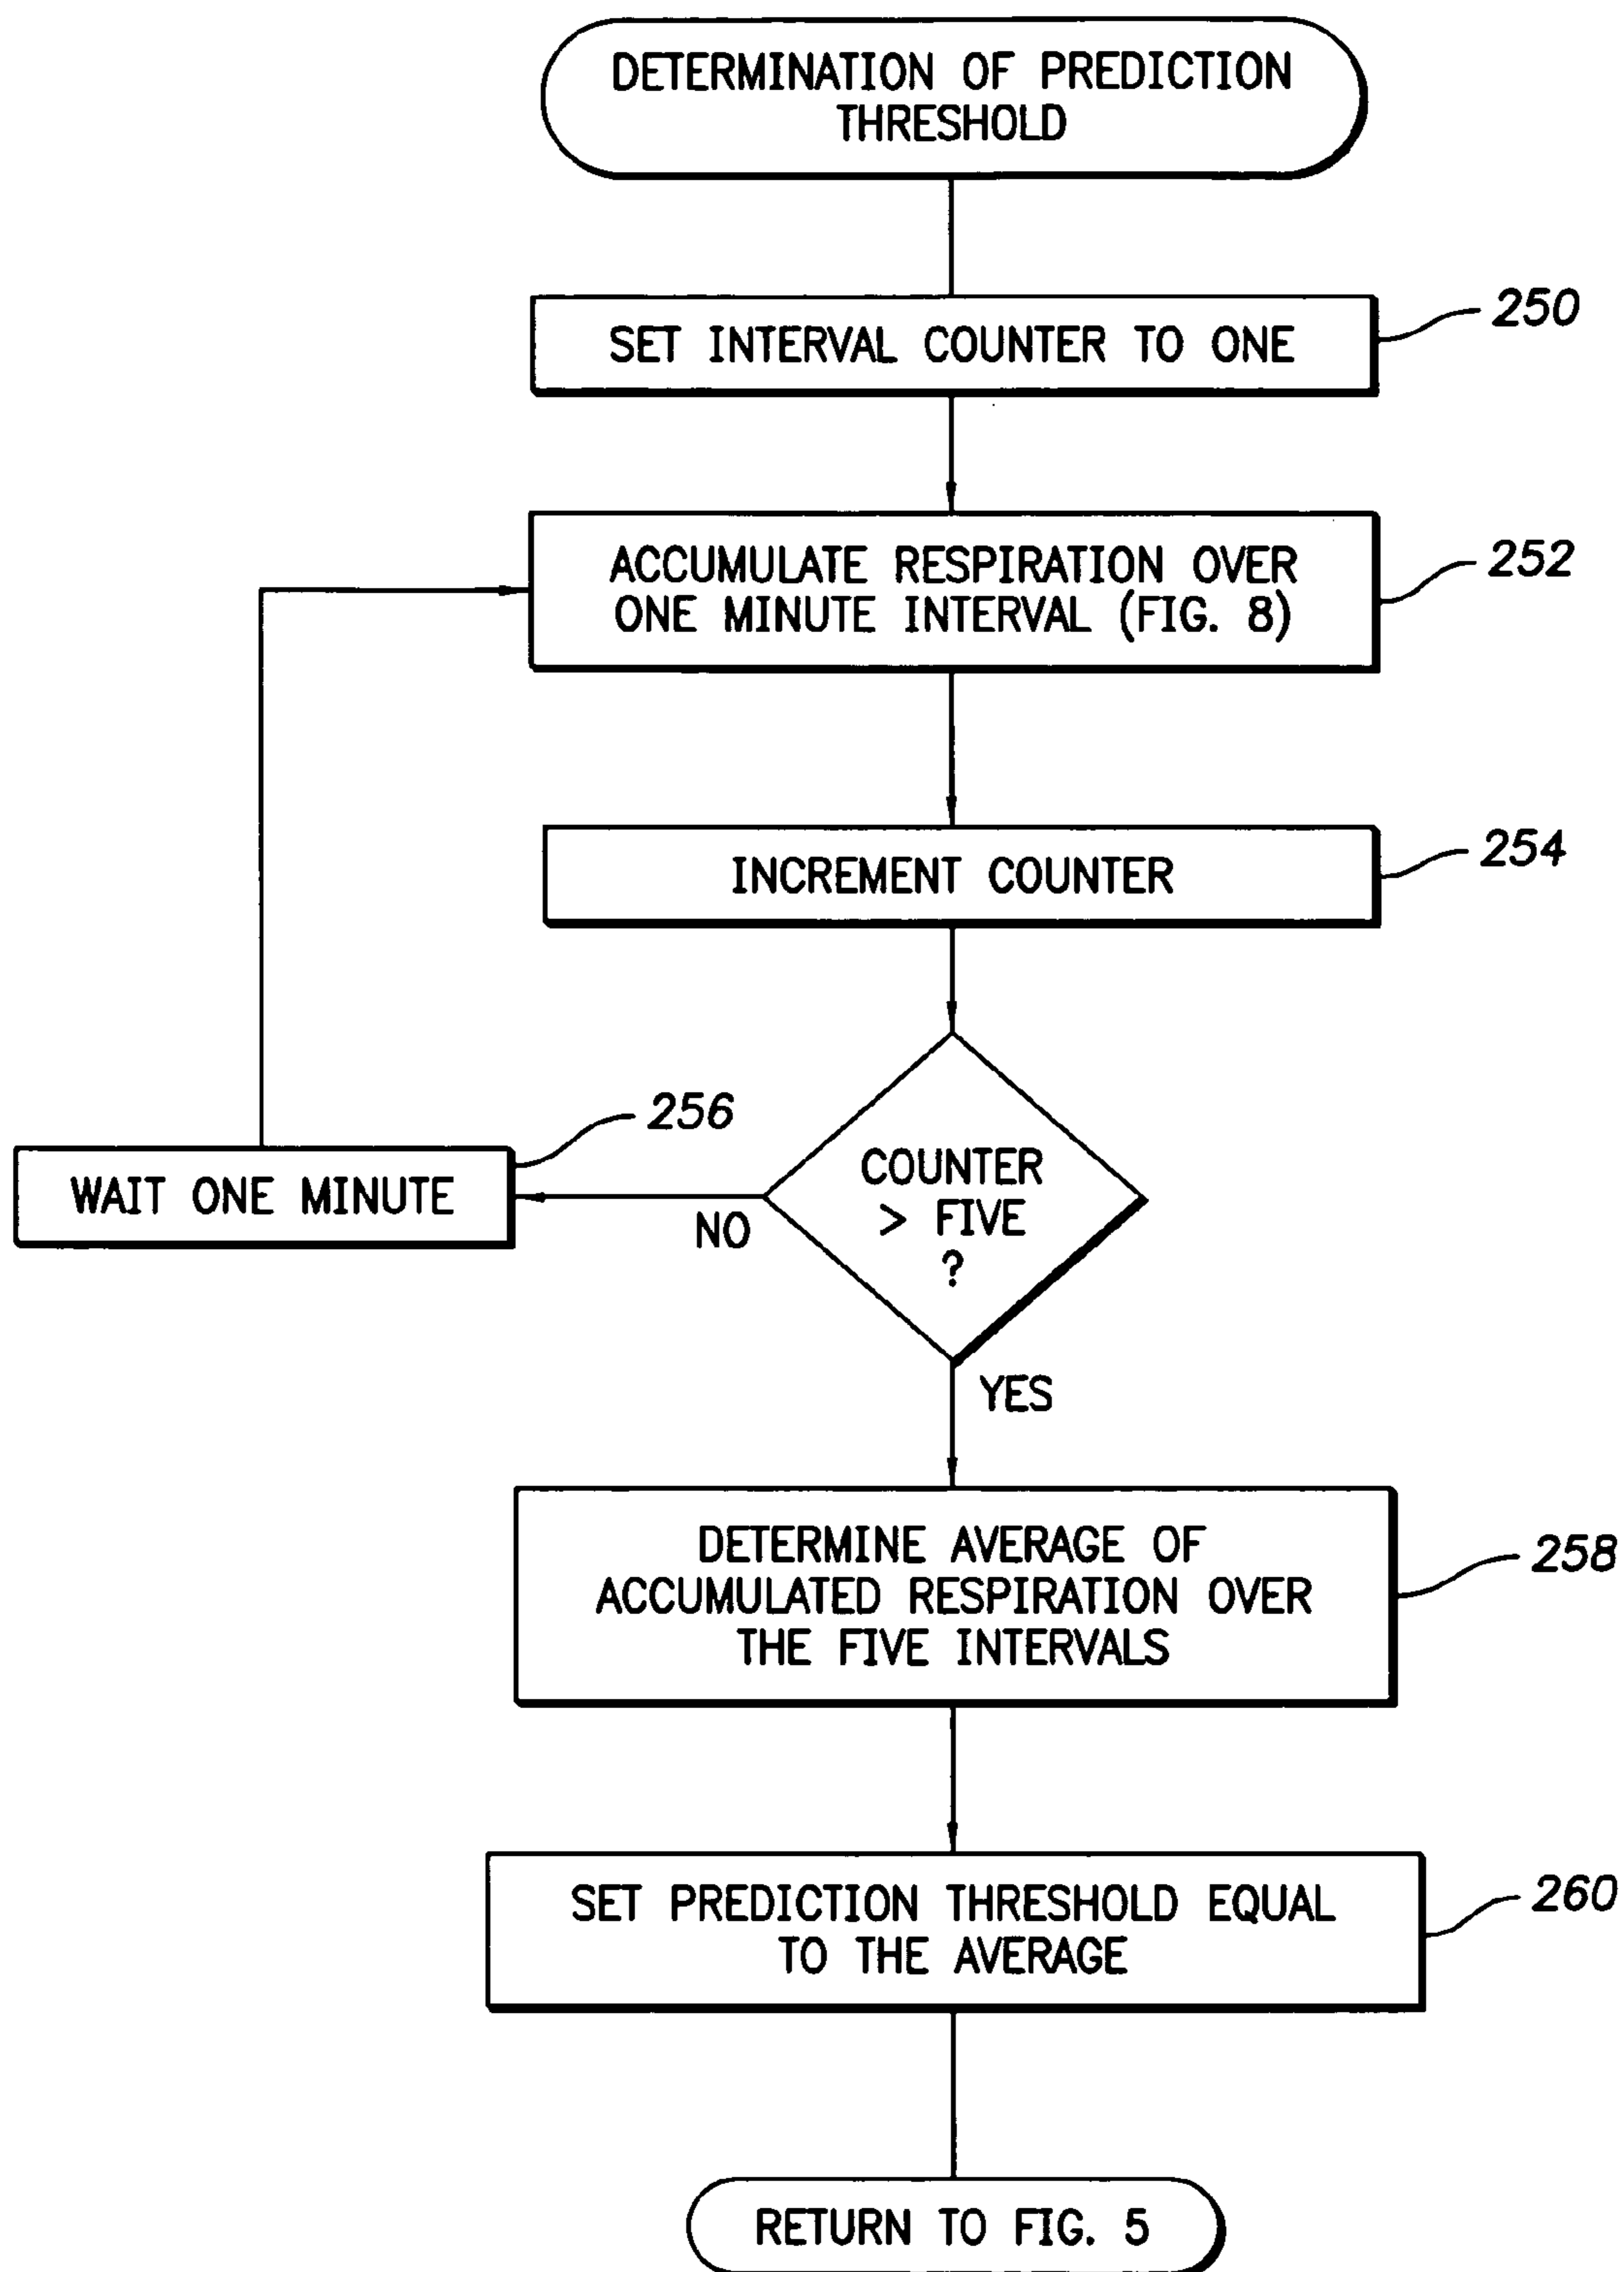 DETERMINATION OF PREDICTION
THRESHOLD
SET INTERVAL COUNTER TO ONE
250
ACCUMULATE RESPIRATION OVER
ONE MINUTE INTERVAL (FIG. 8)
252
INCREMENT COUNTER
254
COUNTER
> FIVE
?
NO
WAIT ONE MINUTE
256
YES
DETERMINE AVERAGE OF
ACCUMULATED RESPIRATION OVER
THE FIVE INTERVALS
258
SET PREDICTION THRESHOLD EQUAL
TO THE AVERAGE
260
RETURN TO FIG. 5